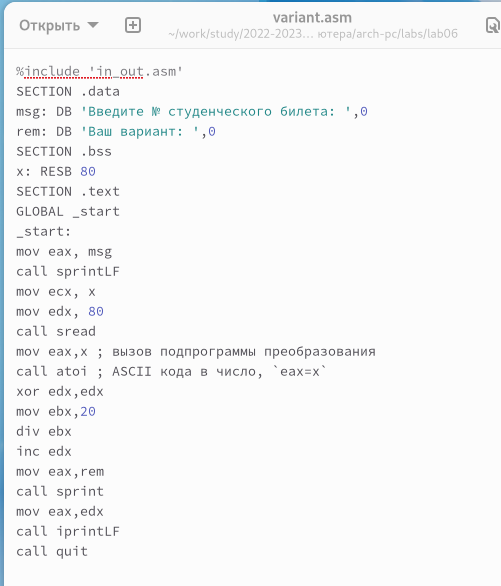 Открыть
variant.asm
~/work/study/2022-2023... ютера/arch-pc/labs/lab06
%include 'in_out.asm'
SECTION .data
msg: DB 'Введите № студенческого билета: ',0
rem: DB 'Ваш вариант: ',0
SECTION .bss
x: RESB 80
SECTION .text
GLOBAL _start
_start:
mov eax, msg
call sprintLF
mov ecx, x
mov edx, 80
call sread
mov eax,x ; вызов подпрограммы преобразования
call atoi ; ASCII кода в число, `eax=x`
xor edx,edx
mov ebx,20
div ebx
inc edx
mov eax,rem
call sprint
mov eax,edx
call iprintLF
call quit